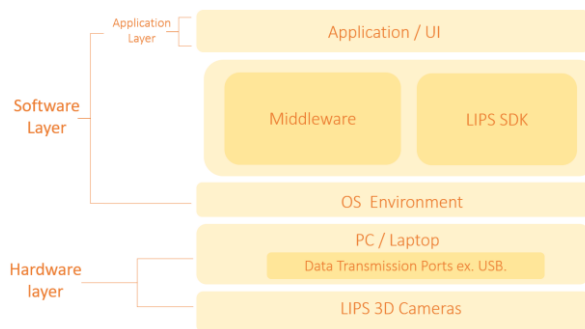 Application
Layer
Application / UI
Software
Layer
Middleware
LIPS SDK
OS Environment
Hardware
layer
PC / Laptop
Data Transmission Ports ex. USB.
LIPS 3D Cameras